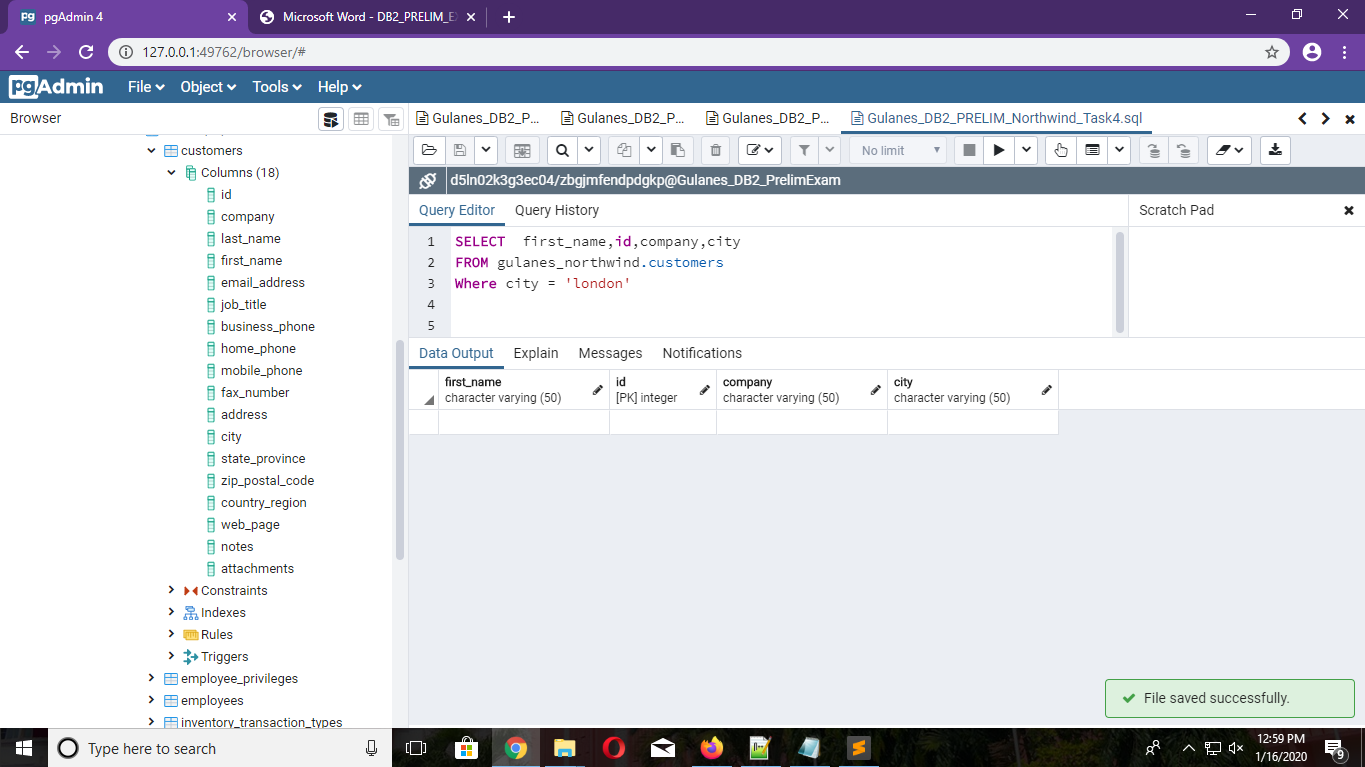 pgAdmin 4
Microsoft Word - DB2_PRELIM_E
127.0.0.1:49762/browser/#
pgAdmin
File Object Tools Help
Browser
Gulanes_DB2_P... Gulanes_DB2_P... Gulanes_DB2_P... Gulanes_DB2_PRELIM_Northwind_Task4.sql
No limit
d5ln02k3g3ec04/zbgjmfendpdgkp@Gulanes_DB2_PrelimExam
Query Editor Query History
Scratch Pad
1 SELECT first_name,id,company,city
2 FROM gulanes_northwind.customers
3 Where city = 'london'
4
5
Data Output Explain Messages Notifications
first_name id company city
character varying (50) [PK] integer character varying (50) character varying (50)
customers
Columns (18)
id
company
last_name
first_name
email_address
job_title
business_phone
home_phone
mobile_phone
fax_number
address
city
state_province
zip_postal_code
country_region
web_page
notes
attachments
Constraints
Indexes
Rules
Triggers
employee_privileges
employees
inventory_transaction_types
File saved successfully.
Type here to search
12:59 PM
1/16/2020
9